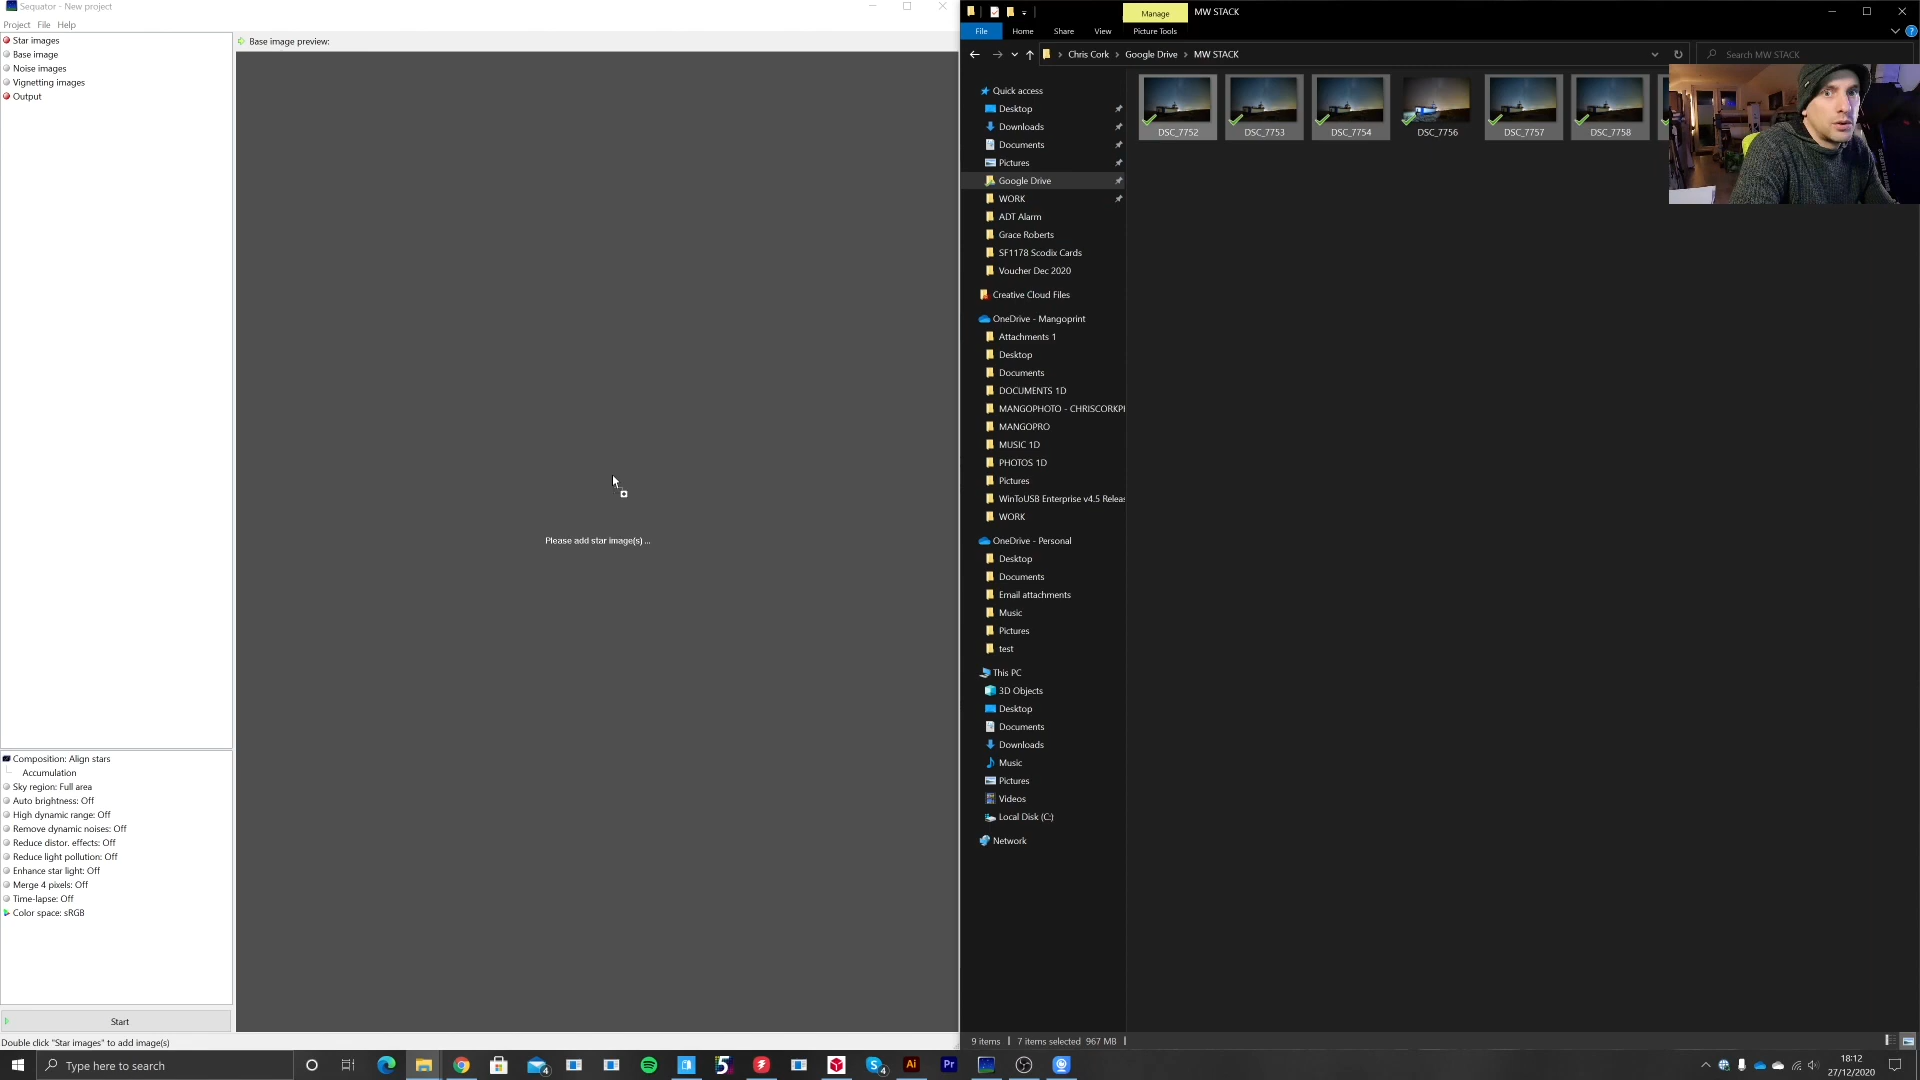 Sequator - New project
Project File Help
Star images
Base image
Noise images
Vignetting images
Output
Base image preview:
Please add star image(s) ...
Composition: Align stars
Accumulation
Sky region: Full area
Auto brightness: Off
High dynamic range: Off
Remove dynamic noises: Off
Reduce distor. effects: Off
Reduce light pollution: Off
Enhance star light: Off
Merge 4 pixels: Off
Time-lapse: Off
Color space: sRGB
Start
Double click "Star images" to add image(s)
Manage MW STACK
File Home Share View Picture Tools
Chris Cork Google Drive MW STACK
Search MW STACK
Quick access
Desktop
Downloads
Documents
Pictures
Google Drive
WORK
ADT Alarm
Grace Roberts
SF1178 Scodix Cards
Voucher Dec 2020
Creative Cloud Files
OneDrive - Mangoprint
Attachments 1
Desktop
Documents
DOCUMENTS 1D
MANGOPHOTO - CHRISCORKPI
MANGOPRO
MUSIC 1D
PHOTOS 1D
Pictures
WinToUSB Enterprise v4.5 Releas
WORK
OneDrive - Personal
Desktop
Documents
Email attachments
Music
Pictures
test
This PC
3D Objects
Desktop
Documents
Downloads
Music
Pictures
Videos
Local Disk (C:)
Network
DSC_7752 DSC_7753 DSC_7754 DSC_7756 DSC_7757 DSC_7758
9 items 7 items selected 967 MB
Type here to search
18:12
27/12/2020